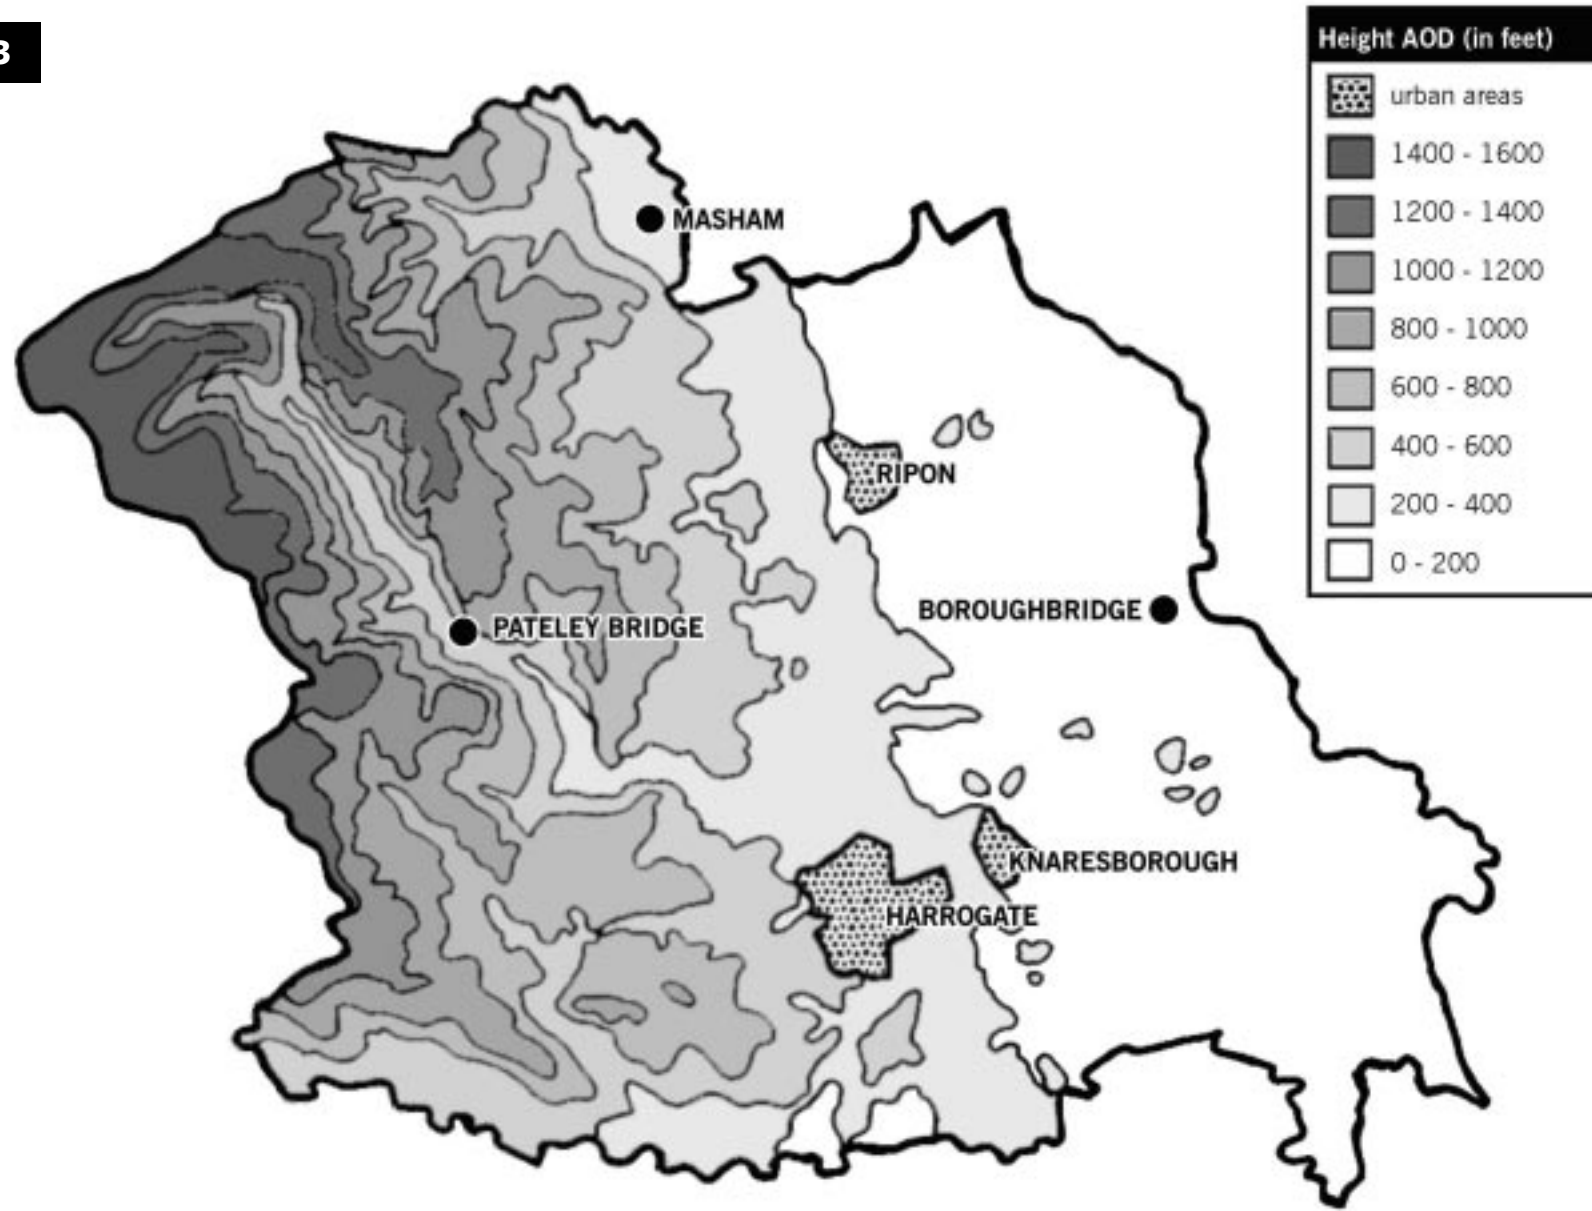 3
Height AOD (in feet)
urban areas
1400 - 1600
1200 - 1400
1000 - 1200
800 - 1000
600 - 800
400 - 600
200 - 400
0 - 200
MASHAM
RIPON
BOROUGHBRIDGE
PATELEY BRIDGE
KNARESBOROUGH
HARROGATE